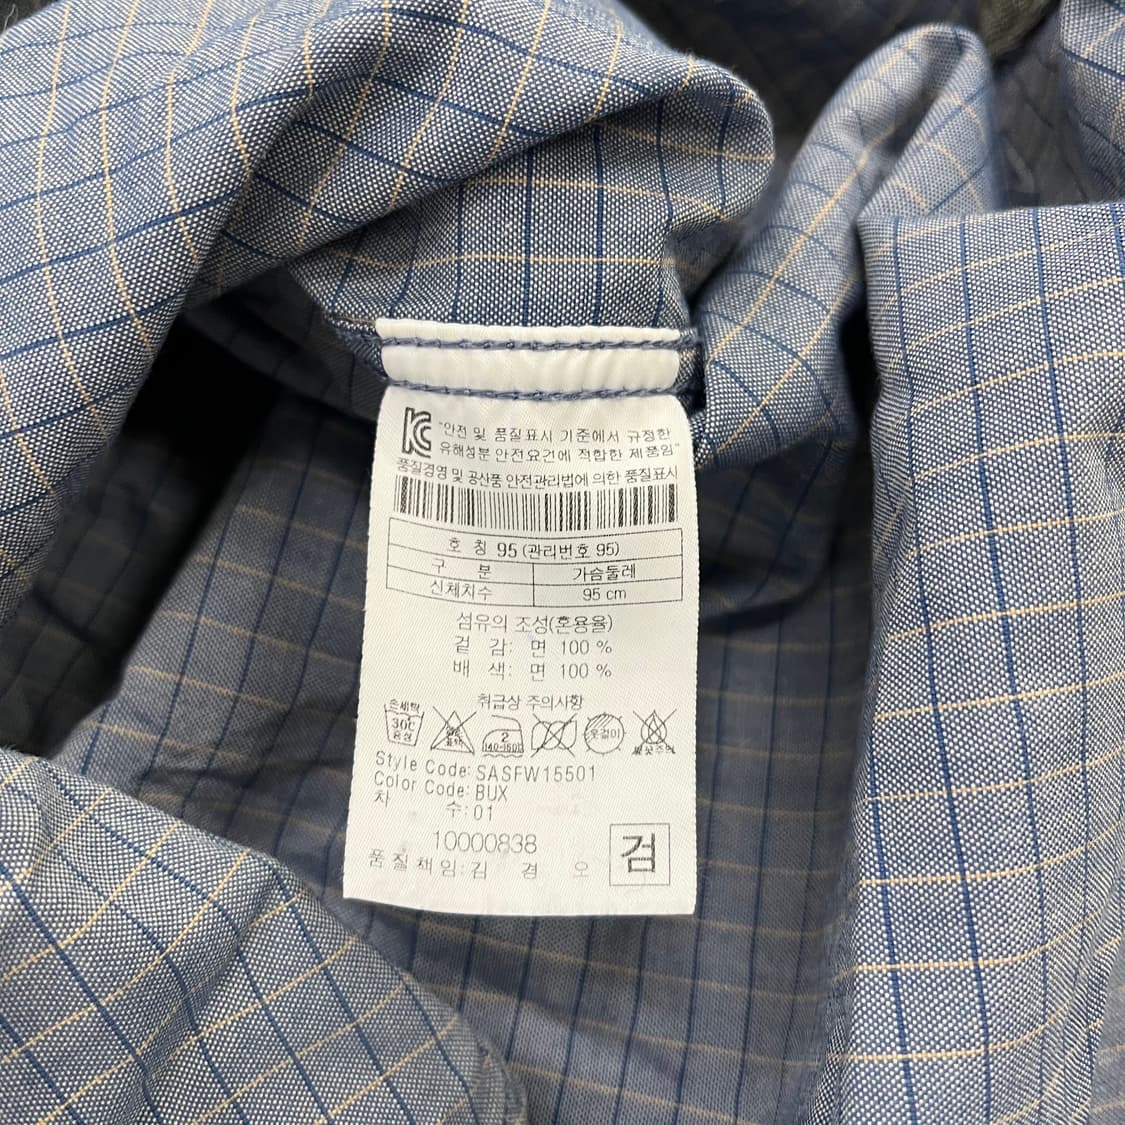 KC "안전 및 품질표시 기준에서 규정한
유해성분 안전요건에 적합한 제품임"
품질경영 및 공산품 안전관리법에 의한 품질표시
호 칭 95 (관리번호 95)
구 분 가슴둘레
신체치수 95 cm
섬유의 조성(혼용율)
겉 감: 면 100 %
배 색: 면 100 %
취급상 주의사항
손세탁 30℃ 중성 2 140~160℃ 옷걸이
Style Code: SASFW15501
Color Code: BUX
차 수: 01
10000838
품질책임: 김 경 오 검